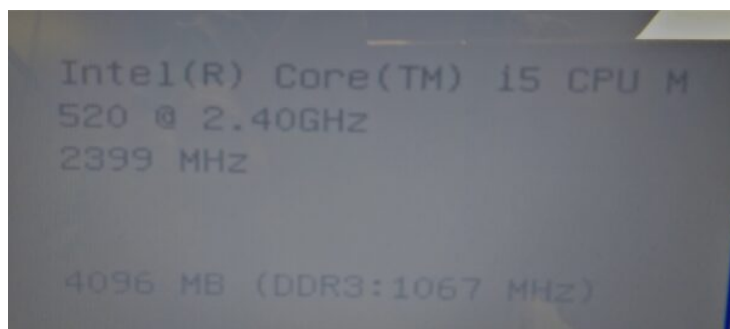 Intel(R) Core(TM) i5 CPU M
520 @ 2.40GHz
2399 MHz
4096 MB (DDR3:1067 MHz)